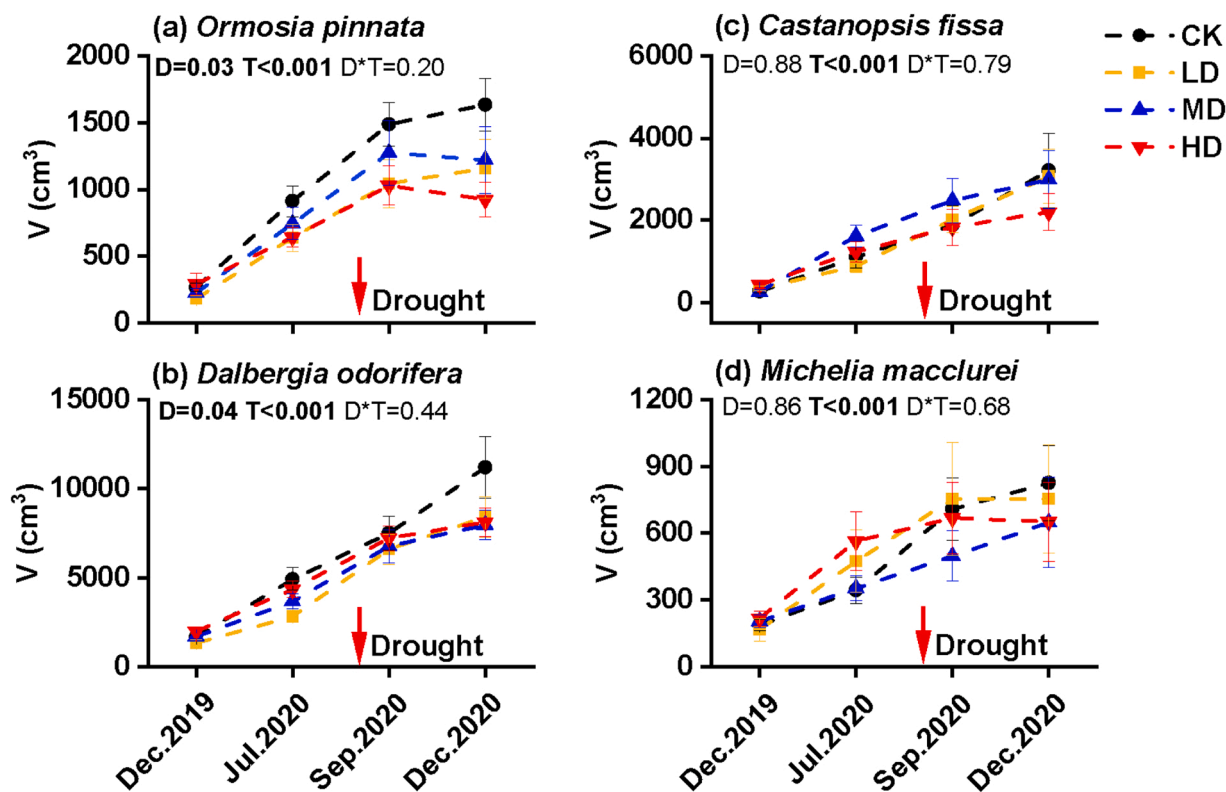 (a) Ormosia pinnata
D=0.03 T<0.001 D*T=0.20
2000
1500
1000
500
0
V (cm³)
Drought
(c) Castanopsis fissa
D=0.88 T<0.001 D*T=0.79
6000
4000
2000
0
V (cm³)
Drought
CK
LD
MD
HD
(b) Dalbergia odorifera
D=0.04 T<0.001 D*T=0.44
15000
10000
5000
0
V (cm³)
Drought
Dec.2019
Jul.2020
Sep.2020
Dec.2020
(d) Michelia macclurei
D=0.86 T<0.001 D*T=0.68
1200
900
600
300
0
V (cm³)
Drought
Dec.2019
Jul.2020
Sep.2020
Dec.2020